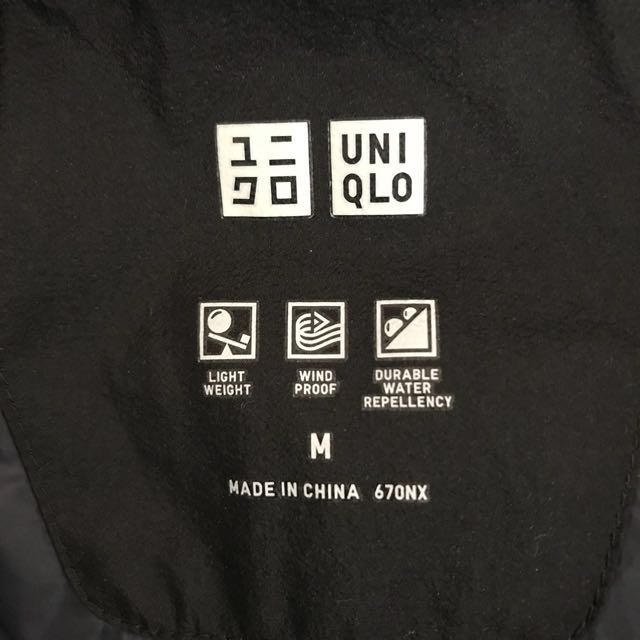 ユニ
クロ
UNI
QLO
LIGHT
WEIGHT
WIND
PROOF
DURABLE
WATER
REPELLENCY
M
MADE IN CHINA 670NX